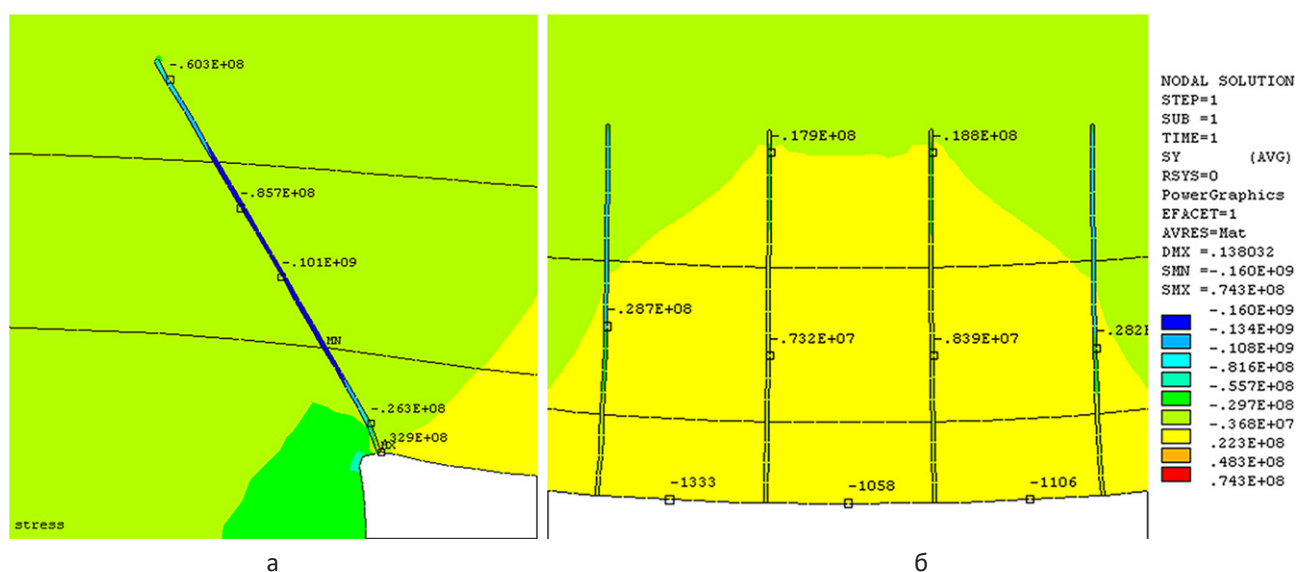 -.603E+08
-.857E+08
-.101E+09
MN
-.263E+08
.329E+08
MX
stress
-.179E+08
-.188E+08
-.287E+08
-.732E+07
-.839E+07
-.282E
-1333
-1058
-1106
NODAL SOLUTION
STEP=1
SUB =1
TIME=1
SY (AVG)
RSYS=0
PowerGraphics
EFACET=1
AVRES=Mat
DMX =.138032
SMN =-.160E+09
SMX =.743E+08
-.160E+09
-.134E+09
-.108E+09
-.816E+08
-.557E+08
-.297E+08
-.368E+07
.223E+08
.483E+08
.743E+08
а
б